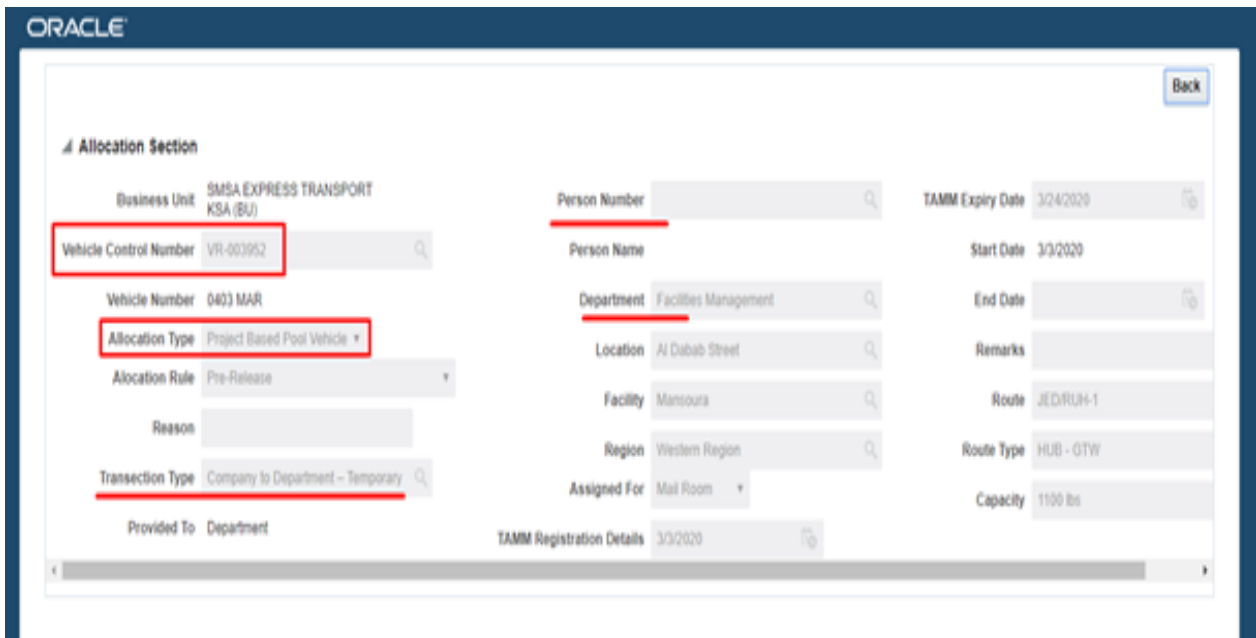 ORACLE
Back
Allocation Section
Business Unit SMSA EXPRESS TRANSPORT
KSA (BU)
Vehicle Control Number VR-003952
Vehicle Number 0403 MAR
Allocation Type Project Based Pool Vehicle
Alocation Rule Pre-Release
Reason
Transection Type Company to Department – Temporary
Provided To Department
Person Number
Person Name
Department Facilities Management
Location Al Dabab Street
Facility Mansoura
Region Western Region
Assigned For Mail Room
TAMM Registration Details 3/3/2020
TAMM Expiry Date 3/24/2020
Start Date 3/3/2020
End Date
Remarks
Route JED/RUH-1
Route Type HUB - GTW
Capacity 1100 lbs